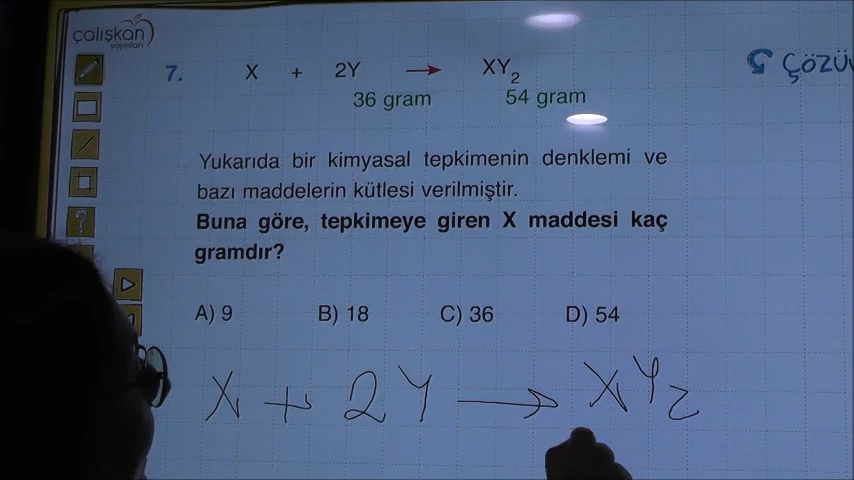 çalışkan
yayınları
7. X + 2Y → XY₂
36 gram 54 gram
Yukarıda bir kimyasal tepkimenin denklemi ve
bazı maddelerin kütlesi verilmiştir.
Buna göre, tepkimeye giren X maddesi kaç
gramdır?
A) 9 B) 18 C) 36 D) 54
X + 2Y → XY₂